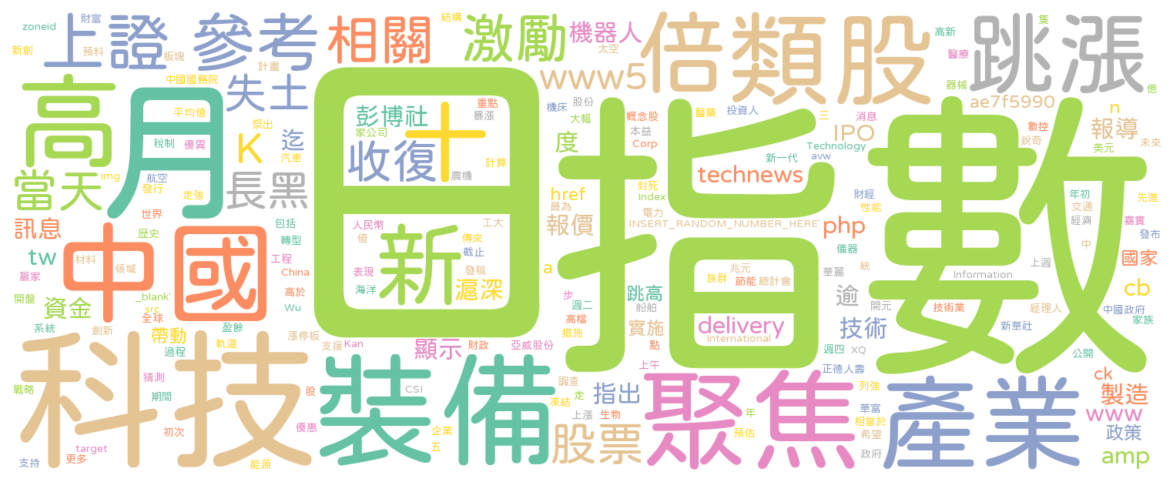 zoneid
財富
新創
預料
板塊
上證
參考
計畫
中國國務院
相關
激勵
機器人
太空
結構
www5
倍類股
跳漲
隻
高新
醫療
器械
億
ae7f5990
n
報導
高
月
失土
平均值
祭出
K
迄
汽車
稅制
優異
日
彭博社
家公司
收復
十
重點
暴漲
計算
農機
機床
股份
大幅
度
概念股
本益
Corp
醫藥
投資人
三
消息
IPO
Technology
數控
銳奇
美元
未來
指數
當天
img
航空
發行
走強
長黑
technews
新一代
avw
財經
性能
年初
交通
經濟
先進
嘉實
發布
href
最為
封死
Index
電力
INSERT_RANDOM_NUMBER_HERE
php
儀器
中
國家
訊息
tw
贏家
中國
世界
歷史
材料
領域
包括
轉型
工程
China
高於
Wu
人民幣
值
表現
海洋
新
工大
傳來
截止
發稿
滬深
報價
a
步
週二
船舶
跳高
高檔
措施
族群
兆元
節能
總計會
華麗
統
逾
開元
Information
上週
經理人
中國政府
cb
開盤
_blank
src
資金
系統
全球
創新
帶動
過程
盈餘
軌道
漲停板
支援
Kan
顯示
財政
亞威股份
實施
點
delivery
international
上午
週四
XQ
技術業
技術
新華社
家族
公開
正德人壽
科技
戰略
猜測
期間
初次
target
支持
更多
股
優惠
能源
裝備
CSI
企業
五
調查
凍結
走
上漲
生物
指出
股票
年
預估
聚焦
列強
華富
相當於
希望
政府
產業
ck
製造
www
政策
amp